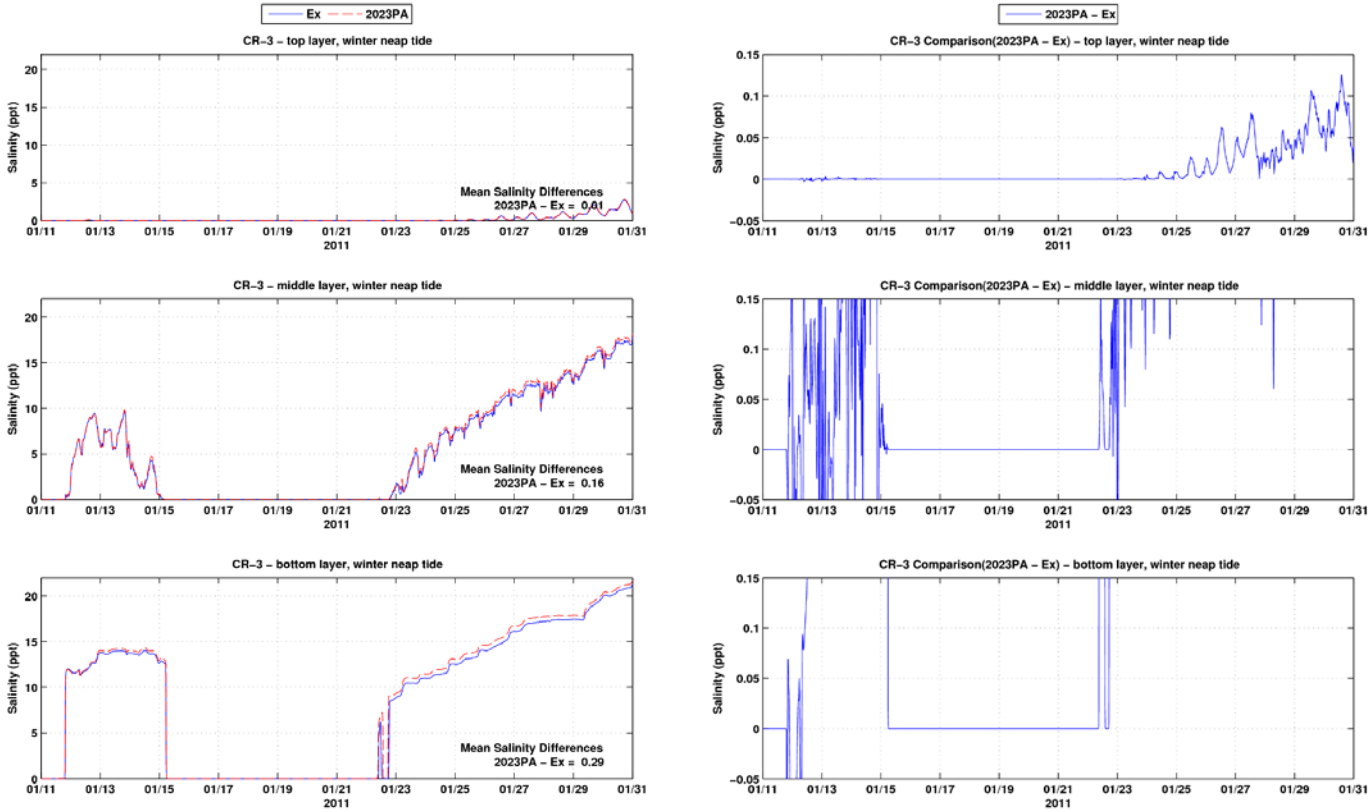 Ex 2023PA
CR-3 - top layer, winter neap tide
20
15
10
5
0
Salinity (ppt)
Mean Salinity Differences
2023PA - Ex = 0.01
01/11 01/13 01/15 01/17 01/19 01/21 01/23 01/25 01/27 01/29 01/31
2011
2023PA - Ex
CR-3 Comparison(2023PA - Ex) - top layer, winter neap tide
0.15
0.1
0.05
0
-0.05
Salinity (ppt)
01/11 01/13 01/15 01/17 01/19 01/21 01/23 01/25 01/27 01/29 01/31
2011
CR-3 - middle layer, winter neap tide
20
15
10
5
0
Salinity (ppt)
Mean Salinity Differences
2023PA - Ex = 0.16
01/11 01/13 01/15 01/17 01/19 01/21 01/23 01/25 01/27 01/29 01/31
2011
CR-3 Comparison(2023PA - Ex) - middle layer, winter neap tide
0.15
0.1
0.05
0
-0.05
Salinity (ppt)
01/11 01/13 01/15 01/17 01/19 01/21 01/23 01/25 01/27 01/29 01/31
2011
CR-3 - bottom layer, winter neap tide
20
15
10
5
0
Salinity (ppt)
Mean Salinity Differences
2023PA - Ex = 0.29
01/11 01/13 01/15 01/17 01/19 01/21 01/23 01/25 01/27 01/29 01/31
2011
CR-3 Comparison(2023PA - Ex) - bottom layer, winter neap tide
0.15
0.1
0.05
0
-0.05
Salinity (ppt)
01/11 01/13 01/15 01/17 01/19 01/21 01/23 01/25 01/27 01/29 01/31
2011